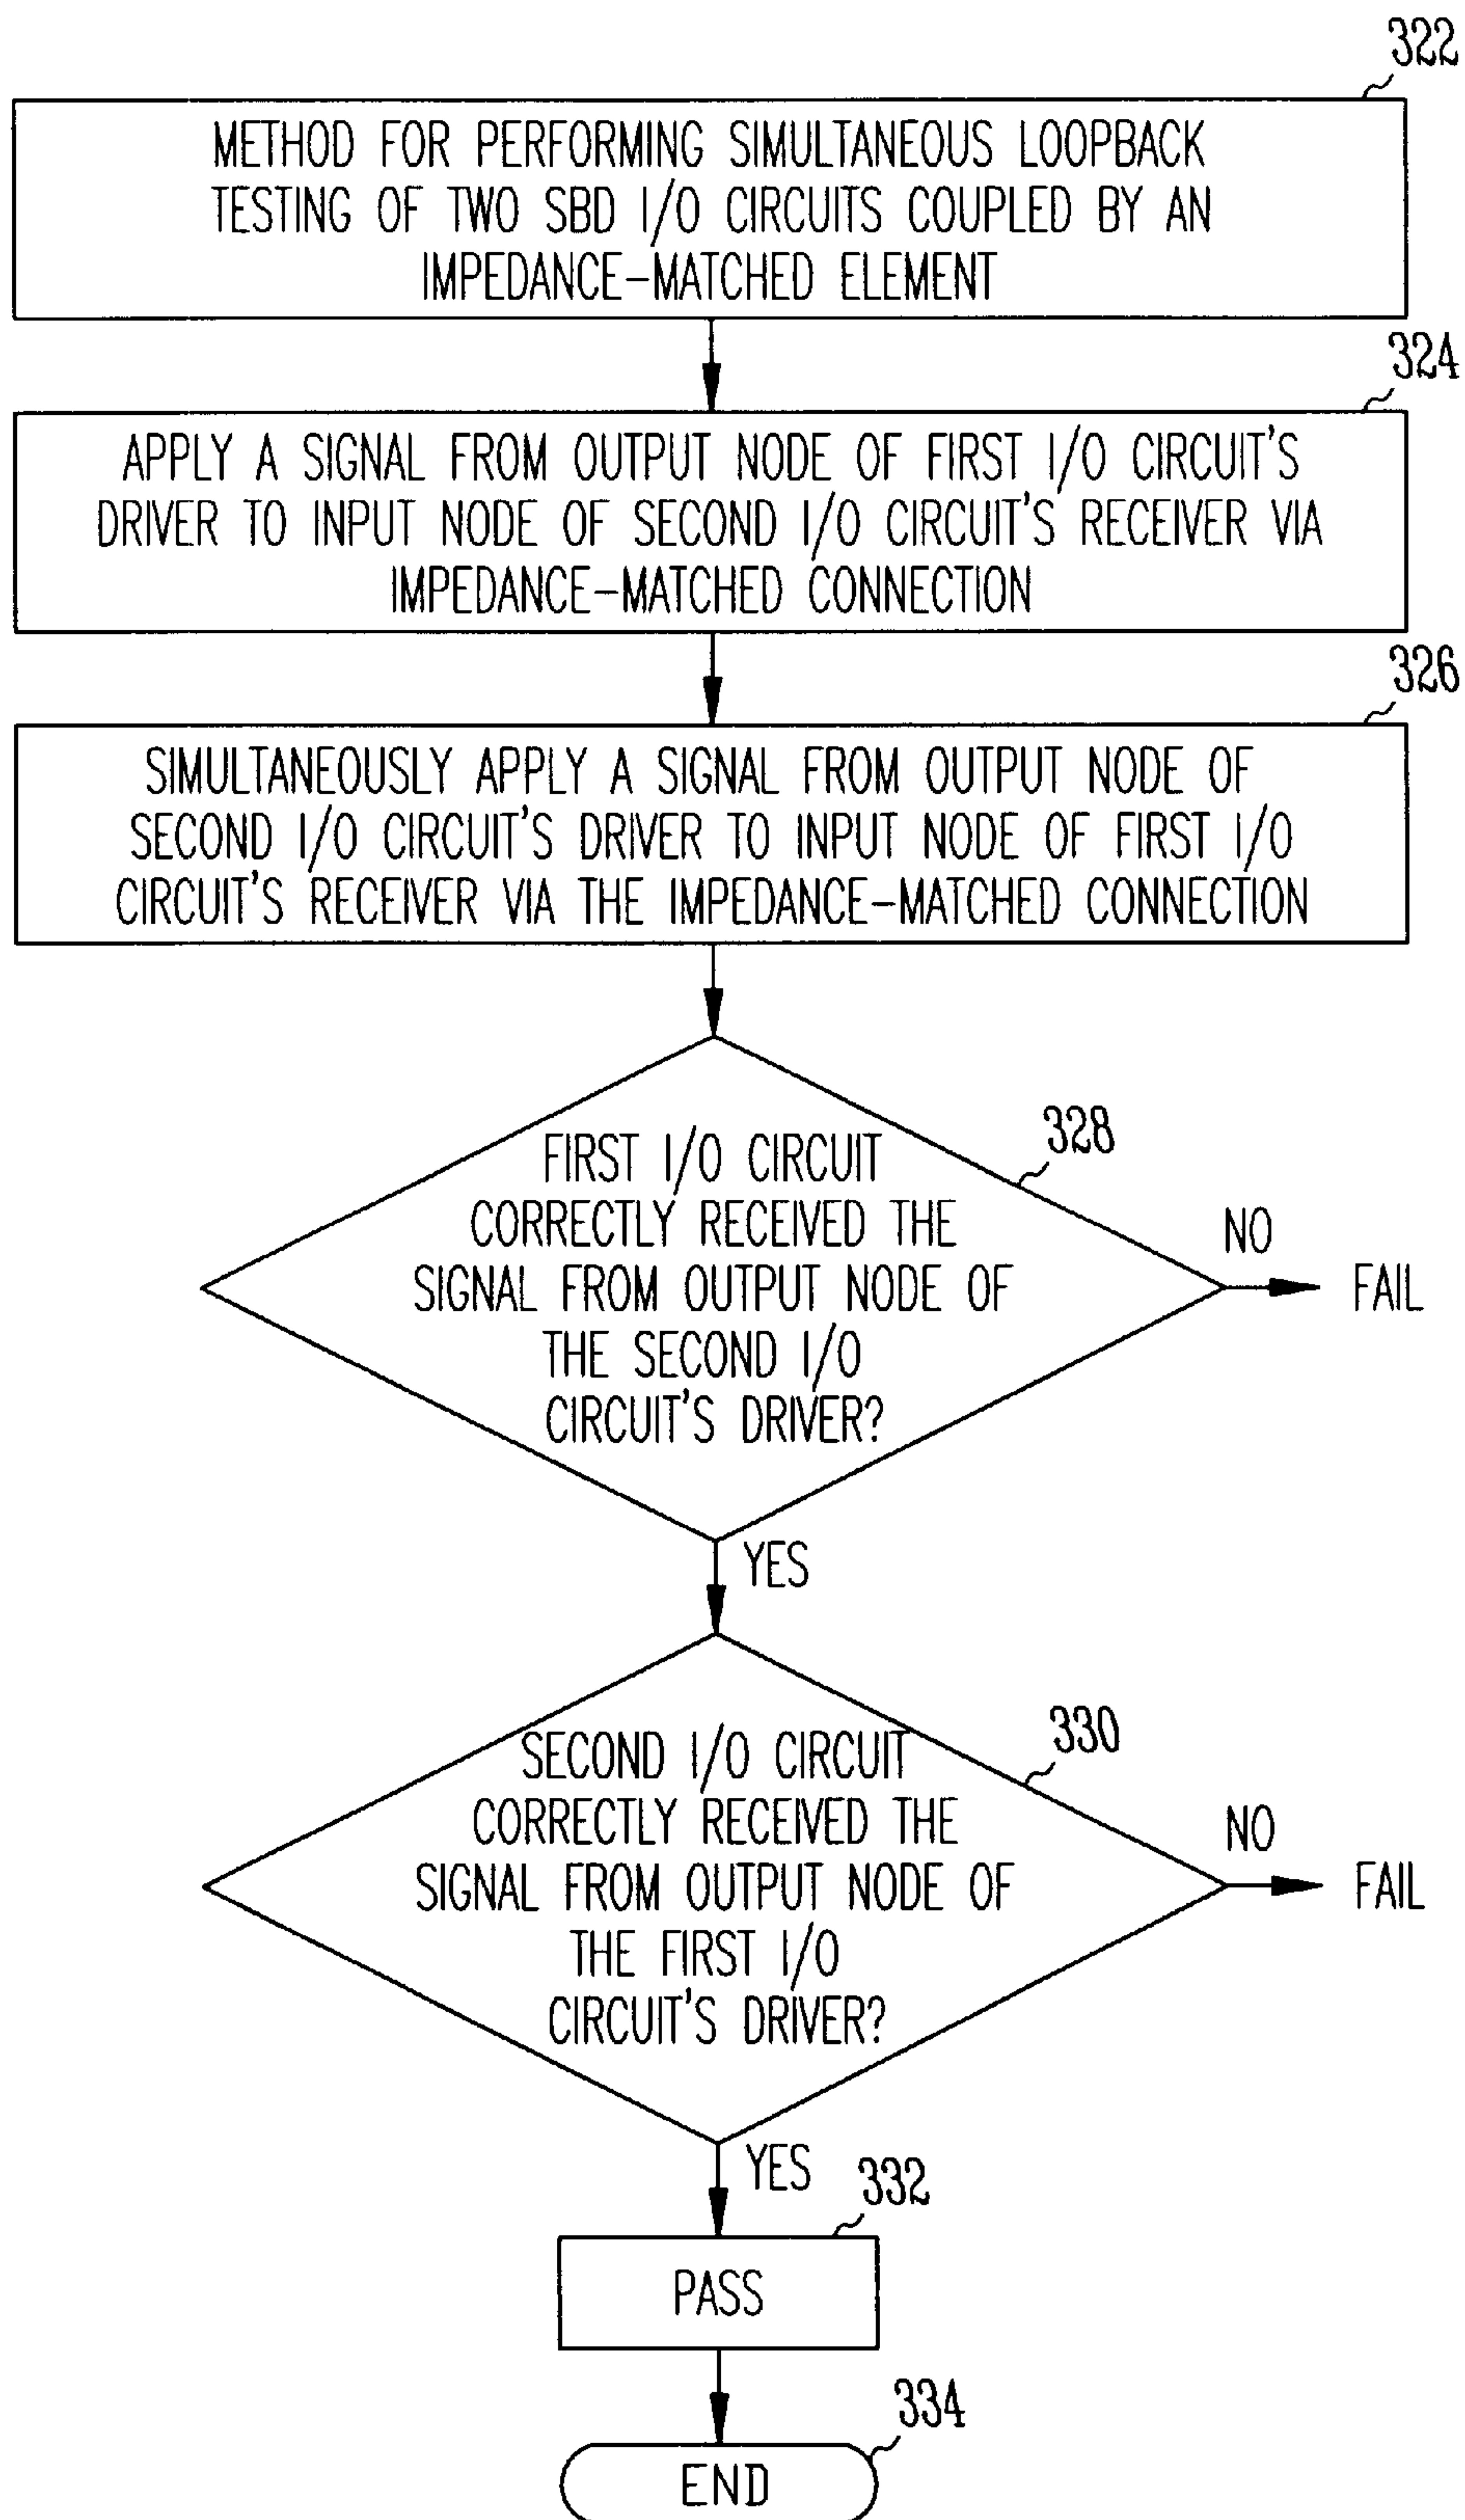 322
METHOD FOR PERFORMING SIMULTANEOUS LOOPBACK
TESTING OF TWO SBD I/O CIRCUITS COUPLED BY AN
IMPEDANCE-MATCHED ELEMENT
324
APPLY A SIGNAL FROM OUTPUT NODE OF FIRST I/O CIRCUIT'S
DRIVER TO INPUT NODE OF SECOND I/O CIRCUIT'S RECEIVER VIA
IMPEDANCE-MATCHED CONNECTION
326
SIMULTANEOUSLY APPLY A SIGNAL FROM OUTPUT NODE OF
SECOND I/O CIRCUIT'S DRIVER TO INPUT NODE OF FIRST I/O
CIRCUIT'S RECEIVER VIA THE IMPEDANCE-MATCHED CONNECTION
328
FIRST I/O CIRCUIT
CORRECTLY RECEIVED THE
SIGNAL FROM OUTPUT NODE OF
THE SECOND I/O
CIRCUIT'S DRIVER?
NO
FAIL
YES
330
SECOND I/O CIRCUIT
CORRECTLY RECEIVED THE
SIGNAL FROM OUTPUT NODE OF
THE FIRST I/O
CIRCUIT'S DRIVER?
NO
FAIL
YES
332
PASS
334
END